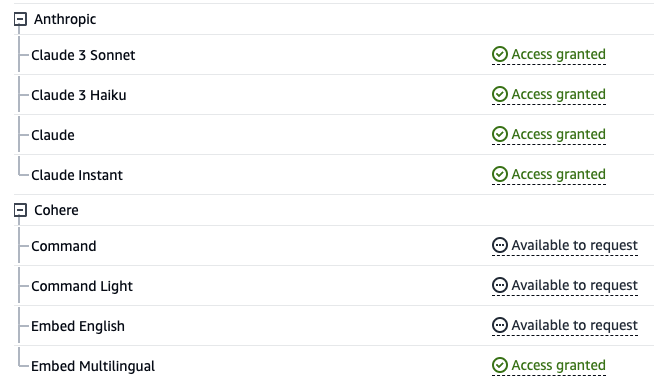 Anthropic
Claude 3 Sonnet Access granted
Claude 3 Haiku Access granted
Claude Access granted
Claude Instant Access granted
Cohere
Command Available to request
Command Light Available to request
Embed English Available to request
Embed Multilingual Access granted